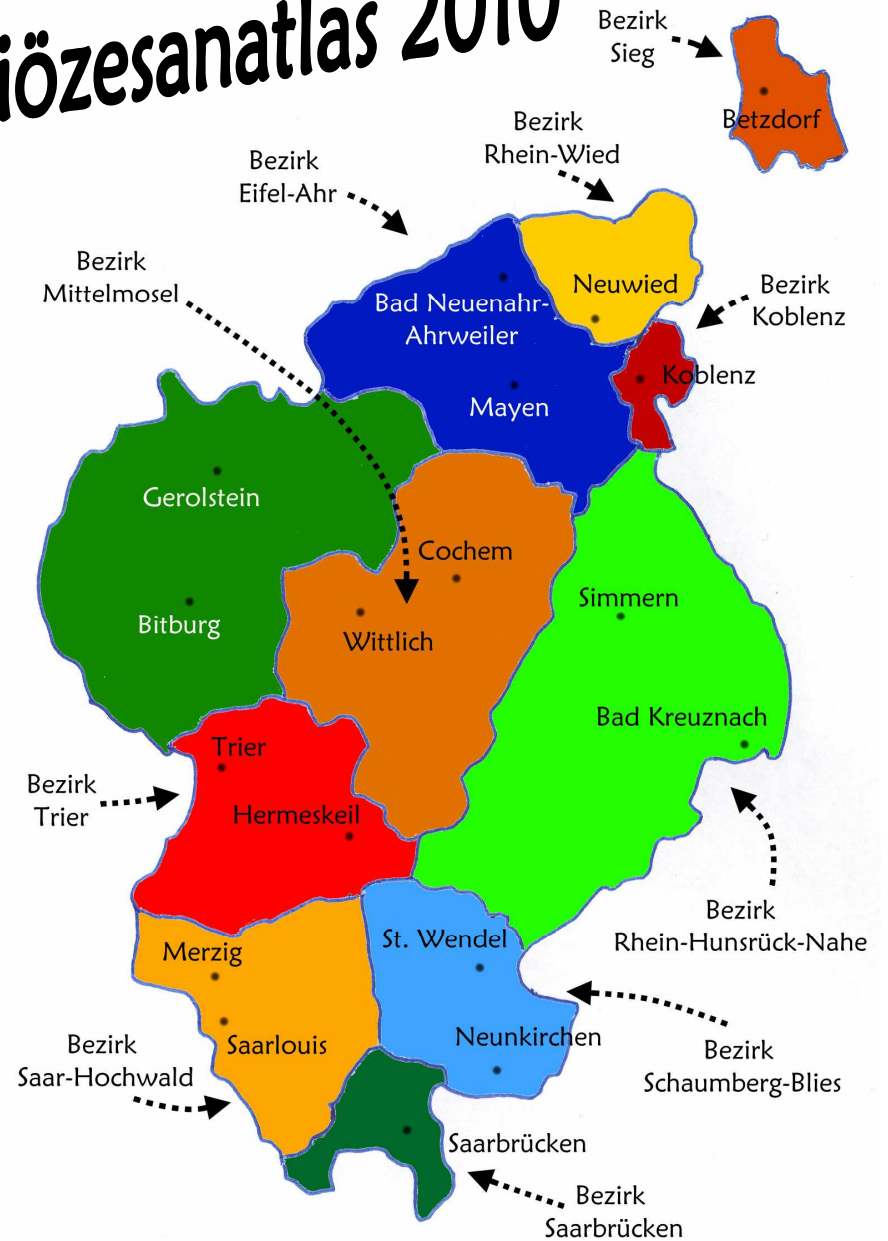 iözesanatlas 2010
Bezirk
Sieg
Betzdorf
Bezirk
Rhein-Wied
Bezirk
Eifel-Ahr
Bezirk
Mittelmosel
Neuwied
Bezirk
Koblenz
Bad Neuenahr-
Ahrweiler
Koblenz
Mayen
Gerolstein
Cochem
Simmern
Bitburg
Wittlich
Bad Kreuznach
Trier
Bezirk
Trier
Hermeskeil
Bezirk
Rhein-Hunsrück-Nahe
St. Wendel
Merzig
Neunkirchen
Saarlouis
Bezirk
Saar-Hochwald
Bezirk
Schaumberg-Blies
Saarbrücken
Bezirk
Saarbrücken